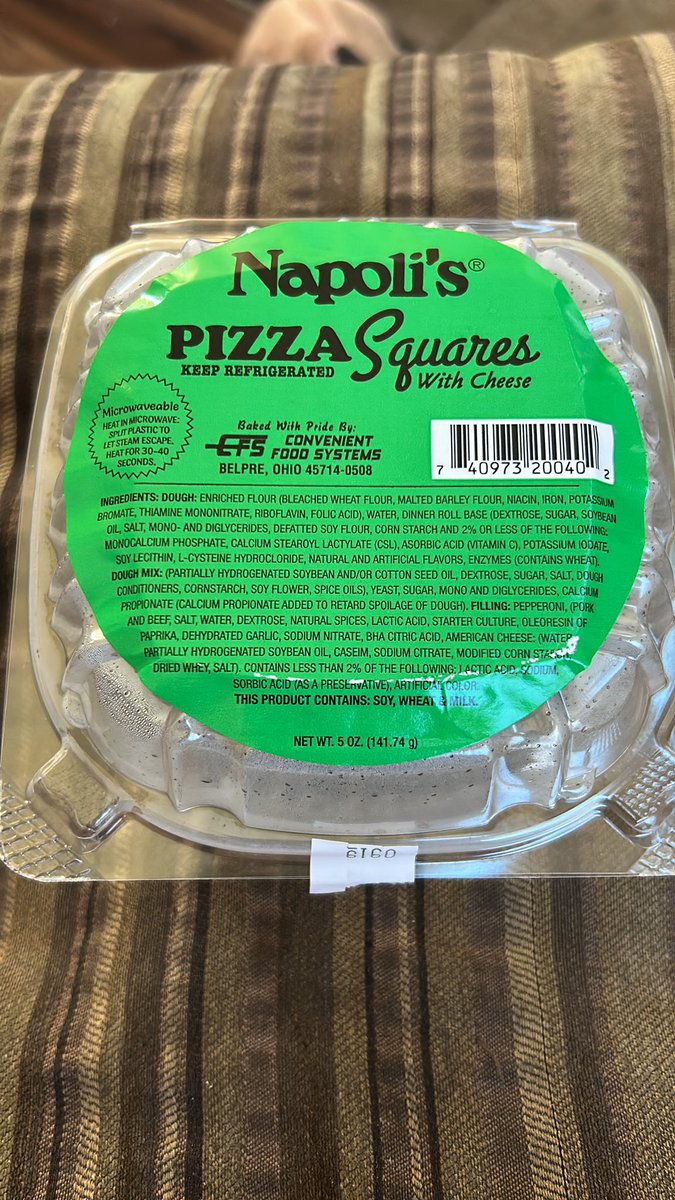 Napoli's®
PIZZA Squares
KEEP REFRIGERATED
With Cheese
Microwaveable
HEAT IN MICROWAVE:
SPLIT PLASTIC TO
LET STEAM ESCAPE.
HEAT FOR 30-40
SECONDS.
Baked With Pride By:
CFS CONVENIENT
FOOD SYSTEMS
BELPRE, OHIO 45714-0508
7 40973 20040 2
INGREDIENTS: DOUGH: ENRICHED FLOUR (BLEACHED WHEAT FLOUR, MALTED BARLEY FLOUR, NIACIN, IRON, POTASSIUM
BROMATE, THIAMINE MONONITRATE, RIBOFLAVIN, FOLIC ACID), WATER, DINNER ROLL BASE (DEXTROSE, SUGAR, SOYBEAN
OIL, SALT, MONO- AND DIGLYCERIDES, DEFATTED SOY FLOUR, CORN STARCH AND 2% OR LESS OF THE FOLLOWING:
MONOCALCIUM PHOSPHATE, CALCIUM STEAROYL LACTYLATE (CSL), ASORBIC ACID (VITAMIN C), POTASSIUM IODATE,
SOY LECITHIN, L-CYSTEINE HYDROCLORIDE, NATURAL AND ARTIFICIAL FLAVORS, ENZYMES (CONTAINS WHEAT).
DOUGH MIX: (PARTIALLY HYDROGENATED SOYBEAN AND/OR COTTON SEED OIL, DEXTROSE, SUGAR, SALT, DOUGH
CONDITIONERS, CORNSTARCH, SOY FLOWER, SPICE OILS), YEAST, SUGAR, MONO AND DIGLYCERIDES, CALCIUM
PROPIONATE (CALCIUM PROPIONATE ADDED TO RETARD SPOILAGE OF DOUGH). FILLING: PEPPERONI, (PORK
AND BEEF, SALT, WATER, DEXTROSE, NATURAL SPICES, LACTIC ACID, STARTER CULTURE, OLEORESIN OF
PAPRIKA, DEHYDRATED GARLIC, SODIUM NITRATE, BHA CITRIC ACID, AMERICAN CHEESE: (WATER,
PARTIALLY HYDROGENATED SOYBEAN OIL, CASEIM, SODIUM CITRATE, MODIFIED CORN STARCH,
DRIED WHEY, SALT). CONTAINS LESS THAN 2% OF THE FOLLOWING: LACTIC ACID, SODIUM,
SORBIC ACID (AS A PRESERVATIVE), ARTIFICIAL COLOR.
THIS PRODUCT CONTAINS: SOY, WHEAT & MILK.
NET WT. 5 OZ. (141.74 g)